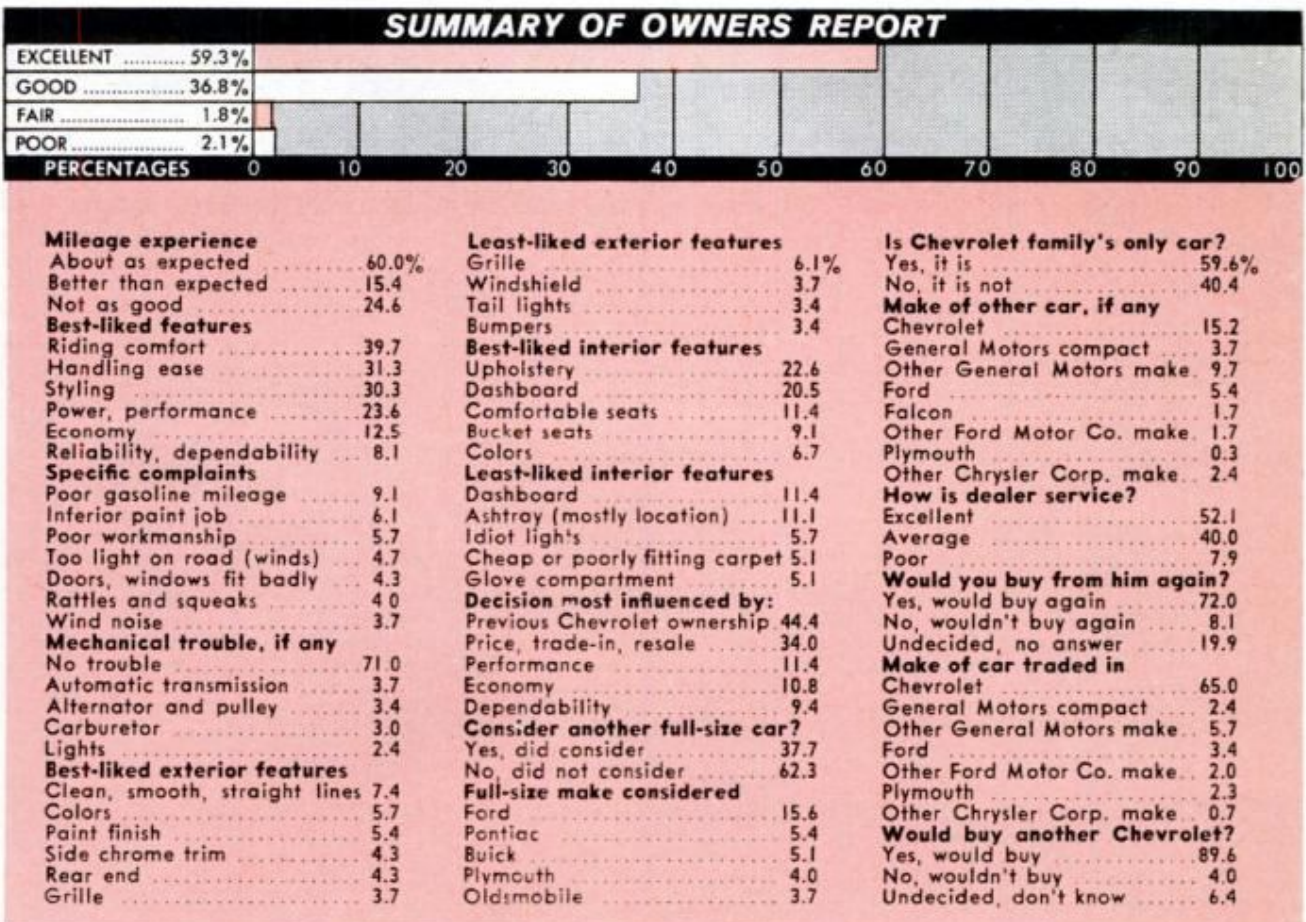 SUMMARY OF OWNERS REPORT
EXCELLENT ........... 59.3%
GOOD ..................... 36.8%
FAIR ...................... 1.8%
POOR ..................... 2.1%
PERCENTAGES 0 10 20 30 40 50 60 70 80 90 100
Mileage experience
About as expected ......... 60.0%
Better than expected ....... 15.4
Not as good ............... 24.6
Best-liked features
Riding comfort ............. 39.7
Handling ease .............. 31.3
Styling .................... 30.3
Power, performance ......... 23.6
Economy .................... 12.5
Reliability, dependability ... 8.1
Specific complaints
Poor gasoline mileage ...... 9.1
Inferior paint job ......... 6.1
Poor workmanship ........... 5.7
Too light on road (winds) .. 4.7
Doors, windows fit badly ... 4.3
Rattles and squeaks ........ 4 0
Wind noise ................. 3.7
Mechanical trouble, if any
No trouble ................. 71 0
Automatic transmission ..... 3.7
Alternator and pulley ...... 3.4
Carburetor ................. 3.0
Lights ..................... 2.4
Best-liked exterior features
Clean, smooth, straight lines 7.4
Colors ..................... 5.7
Paint finish ............... 5.4
Side chrome trim ........... 4.3
Rear end ................... 4.3
Grille ..................... 3.7
Least-liked exterior features
Grille ..................... 6.1%
Windshield ................. 3.7
Tail lights ................ 3.4
Bumpers .................... 3.4
Best-liked interior features
Upholstery ................. 22.6
Dashboard .................. 20.5
Comfortable seats .......... 11.4
Bucket seats ............... 9.1
Colors ..................... 6.7
Least-liked interior features
Dashboard .................. 11.4
Ashtray (mostly location) .... 11.1
Idiot ligh's ............... 5.7
Cheap or poorly fitting carpet 5.1
Glove compartment .......... 5.1
Decision most influenced by:
Previous Chevrolet ownership . 44.4
Price, trade-in, resale .... 34.0
Performance ................ 11.4
Economy .................... 10.8
Dependability .............. 9.4
Consider another full-size car?
Yes, did consider .......... 37.7
No, did not consider ....... 62.3
Full-size make considered
Ford ....................... 15.6
Pontiac .................... 5.4
Buick ...................... 5.1
Plymouth ................... 4.0
Oldsmobile ................. 3.7
Is Chevrolet family's only car?
Yes, it is ................. 59.6%
No, it is not .............. 40.4
Make of other car, if any
Chevrolet .................. 15.2
General Motors compact .... 3.7
Other General Motors make. 9.7
Ford ....................... 5.4
Falcon ..................... 1.7
Other Ford Motor Co. make. 1.7
Plymouth ................... 0.3
Other Chrysler Corp. make.. 2.4
How is dealer service?
Excellent .................. 52.1
Average .................... 40.0
Poor ....................... 7.9
Would you buy from him again?
Yes, would buy again ....... 72.0
No, wouldn't buy again ..... 8.1
Undecided, no answer ....... 19.9
Make of car traded in
Chevrolet .................. 65.0
General Motors compact .... 2.4
Other General Motors make.. 5.7
Ford ....................... 3.4
Other Ford Motor Co. make.. 2.0
Plymouth ................... 2.3
Other Chrysler Corp. make.. 0.7
Would buy another Chevrolet?
Yes, would buy ............. 89.6
No, wouldn't buy ........... 4.0
Undecided, don't know ...... 6.4